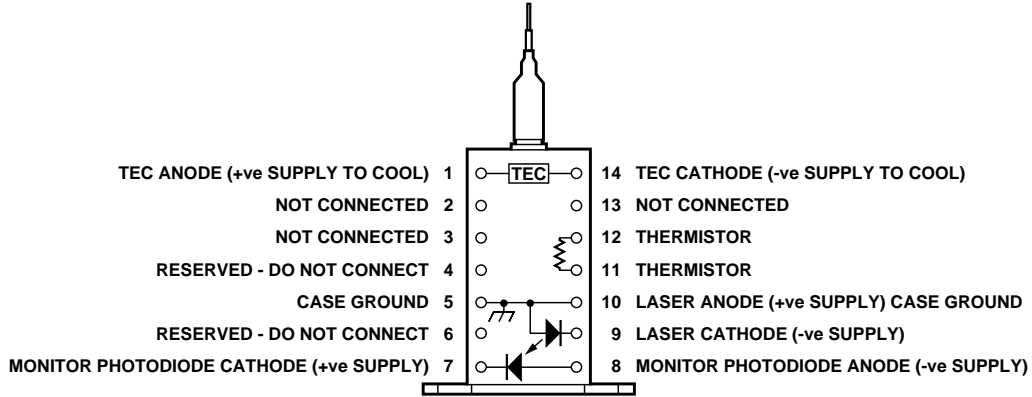 TEC ANODE (+ve SUPPLY TO COOL) 1 TEC 14 TEC CATHODE (-ve SUPPLY TO COOL)
NOT CONNECTED 2 13 NOT CONNECTED
NOT CONNECTED 3 12 THERMISTOR
RESERVED - DO NOT CONNECT 4 11 THERMISTOR
CASE GROUND 5 10 LASER ANODE (+ve SUPPLY) CASE GROUND
RESERVED - DO NOT CONNECT 6 9 LASER CATHODE (-ve SUPPLY)
MONITOR PHOTODIODE CATHODE (+ve SUPPLY) 7 8 MONITOR PHOTODIODE ANODE (-ve SUPPLY)